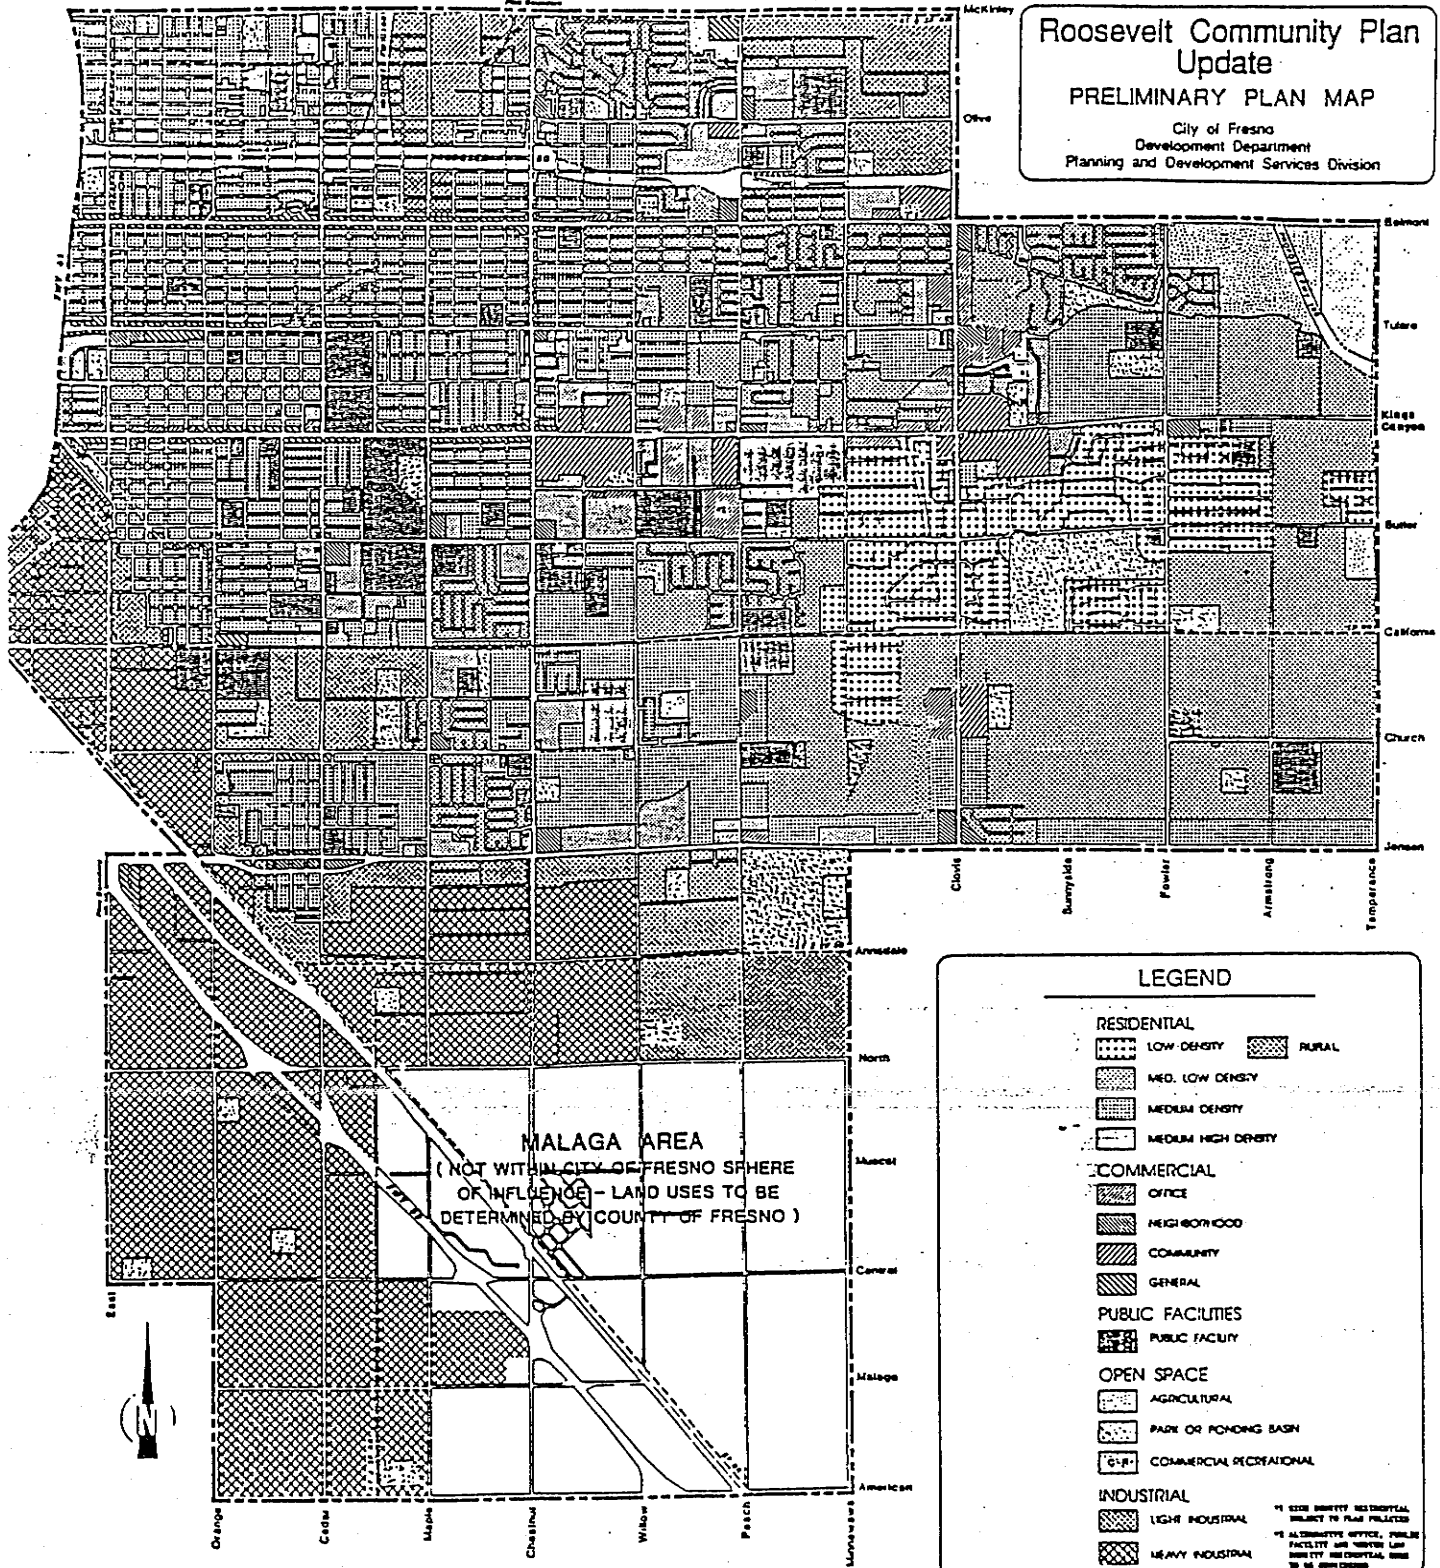 Roosevelt Community Plan
Update
PRELIMINARY PLAN MAP
City of Fresno
Development Department
Planning and Development Services Division
McKinley
Olive
Belmont
Tulare
Kings
Canyon
Butler
California
Church
Jensen
Annadale
North
Muscat
Central
Malaga
American
Clovis
Sunnyside
Fowler
Armstrong
Temperance
MALAGA AREA
( NOT WITHIN CITY OF FRESNO SPHERE
OF INFLUENCE - LAND USES TO BE
DETERMINED BY COUNTY OF FRESNO )
East
N
Orange
Cedar
Maple
Chestnut
Willow
Peach
Minnewawa
LEGEND
RESIDENTIAL
LOW DENSITY
RURAL
MED. LOW DENSITY
MEDIUM DENSITY
MEDIUM HIGH DENSITY
COMMERCIAL
OFFICE
NEIGHBORHOOD
COMMUNITY
GENERAL
PUBLIC FACILITIES
PUBLIC FACILITY
OPEN SPACE
AGRICULTURAL
PARK OR PONDING BASIN
C-R COMMERCIAL RECREATIONAL
INDUSTRIAL
LIGHT INDUSTRIAL
HEAVY INDUSTRIAL